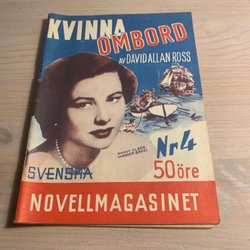 KVINNA
OMBORD
AV DAVID ALLAN ROSS
Nr 4
50 öre
SVENSKA
NOVELLMAGASINET